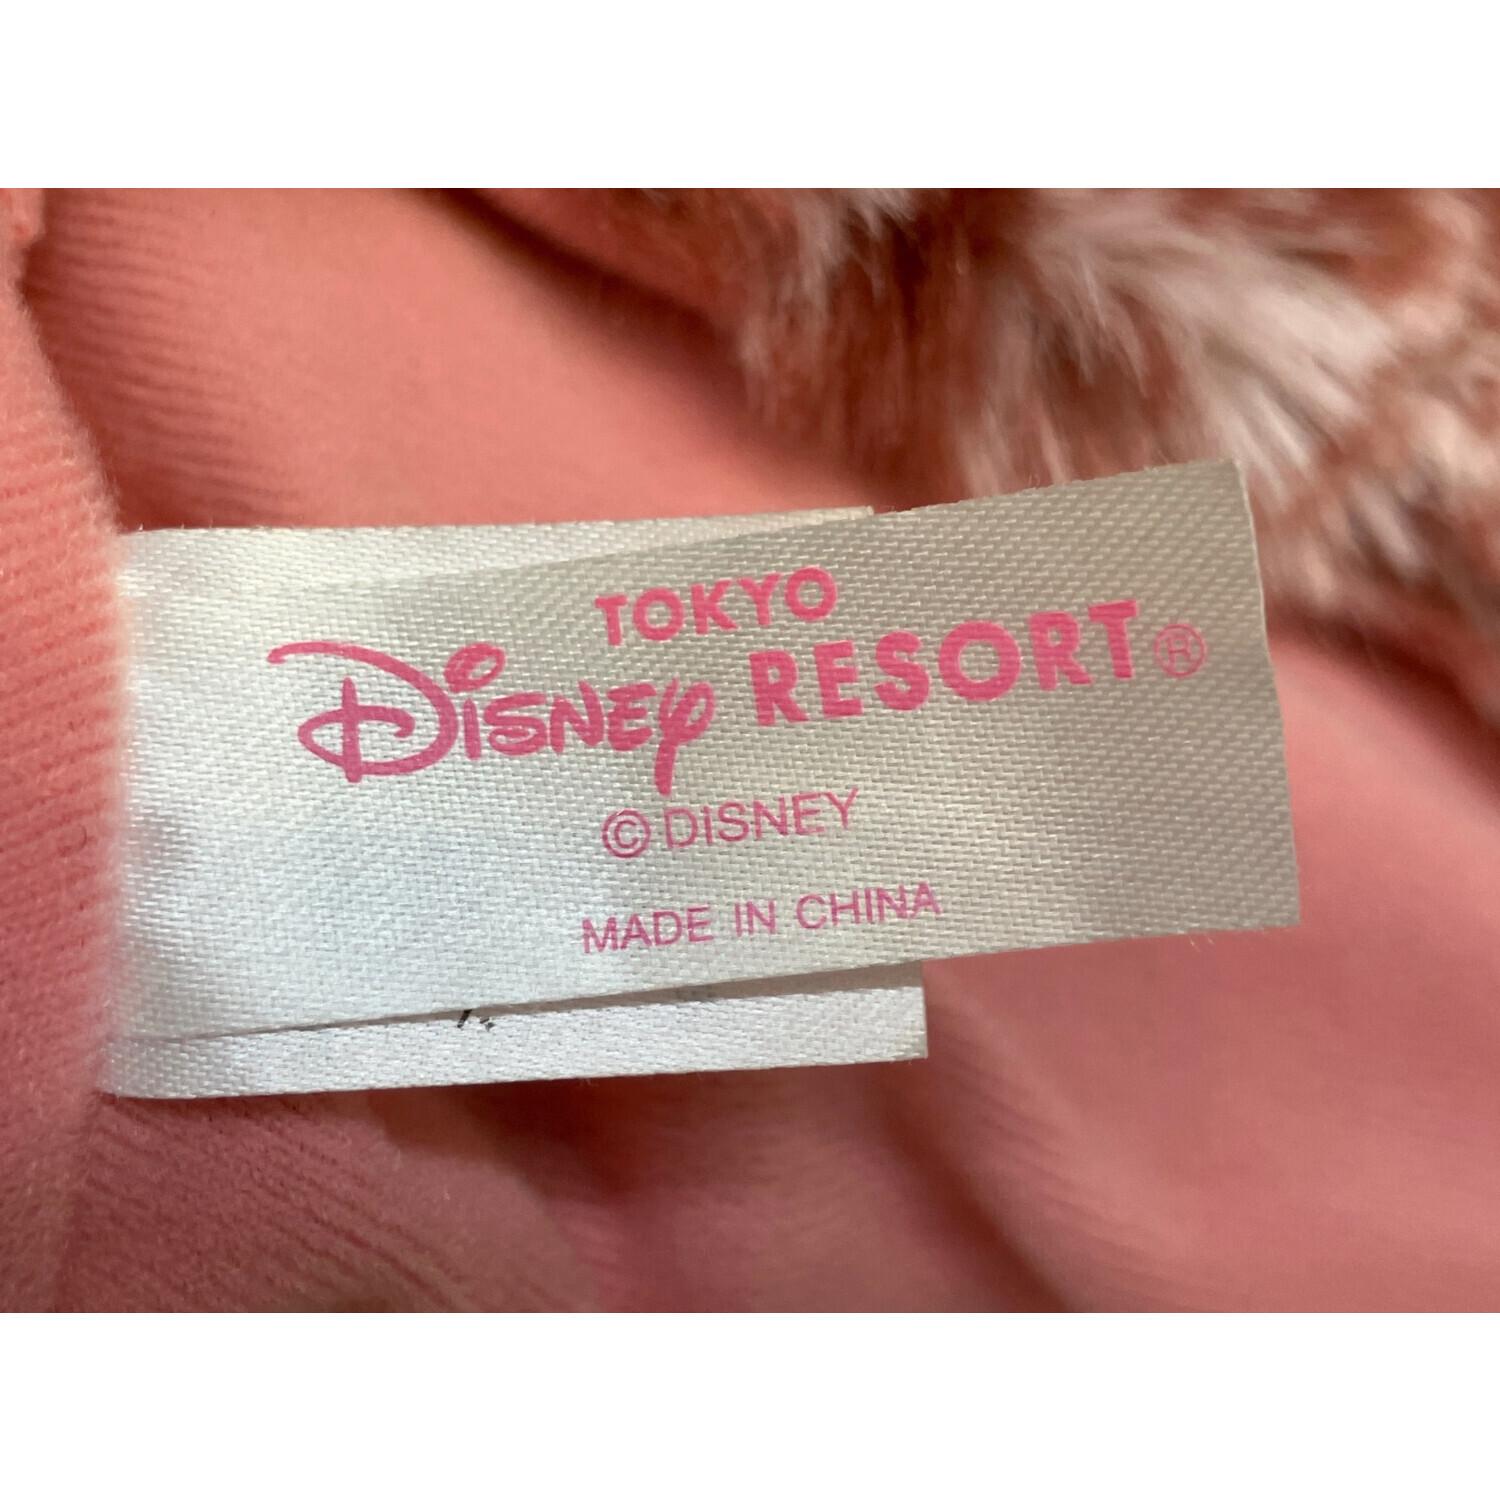 TOKYO
Disney RESORT®
© DISNEY
MADE IN CHINA